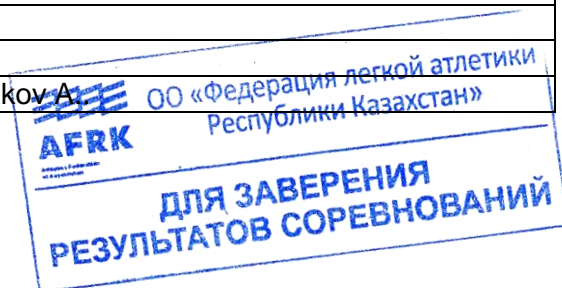 kov A.
ОО «Федерация легкой атлетики
Республики Казахстан»
AFRK
ДЛЯ ЗАВЕРЕНИЯ
РЕЗУЛЬТАТОВ СОРЕВНОВАНИЙ